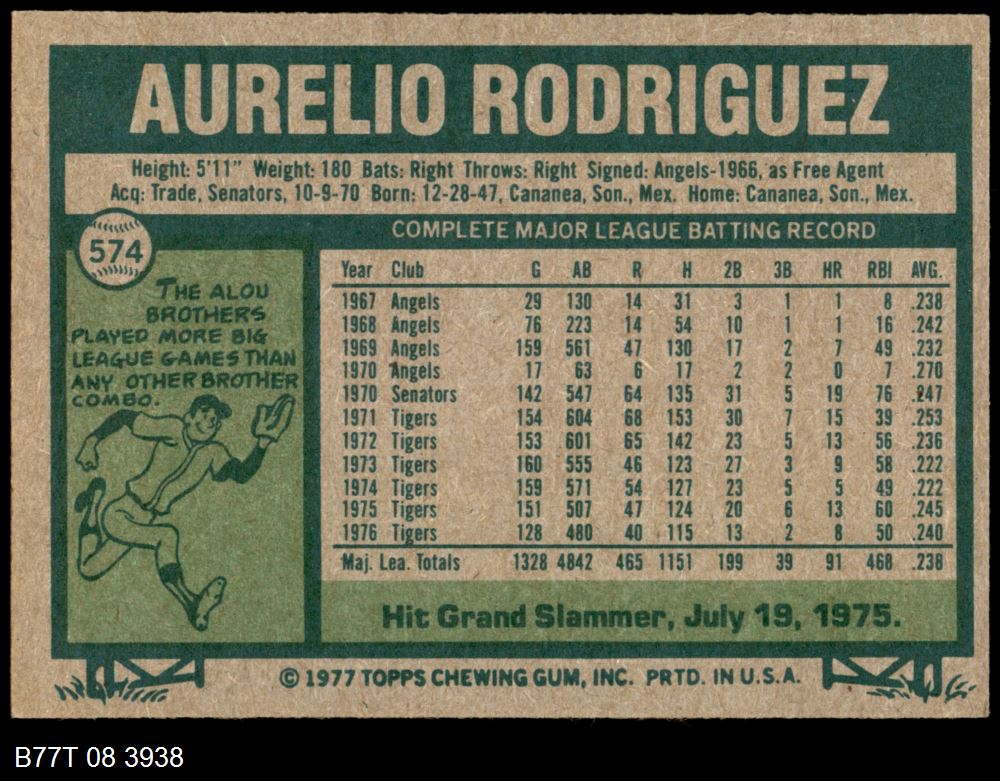 AURELIO RODRIGUEZ
Height: 5'11" Weight: 180 Bats: Right Throws: Right Signed: Angels-1966, as Free Agent
Acq: Trade, Senators, 10-9-70 Born: 12-28-47, Cananea, Son., Mex. Home: Cananea, Son., Mex.
574
THE ALOU
BROTHERS
PLAYED MORE BIG
LEAGUE GAMES THAN
ANY OTHER BROTHER
COMBO.
COMPLETE MAJOR LEAGUE BATTING RECORD
Year Club G AB R H 2B 3B HR RBI AVG.
1967 Angels 29 130 14 31 3 1 1 8 .238
1968 Angels 76 223 14 54 10 1 1 16 .242
1969 Angels 159 561 47 130 17 2 7 49 .232
1970 Angels 17 63 6 17 2 2 0 7 .270
1970 Senators 142 547 64 135 31 5 19 76 .247
1971 Tigers 154 604 68 153 30 7 15 39 .253
1972 Tigers 153 601 65 142 23 5 13 56 .236
1973 Tigers 160 555 46 123 27 3 9 58 .222
1974 Tigers 159 571 54 127 23 5 5 49 .222
1975 Tigers 151 507 47 124 20 6 13 60 .245
1976 Tigers 128 480 40 115 13 2 8 50 .240
Maj. Lea. Totals 1328 4842 465 1151 199 39 91 468 .238
Hit Grand Slammer, July 19, 1975.
© 1977 TOPPS CHEWING GUM, INC. PRTD. IN U.S.A.
B77T 08 3938